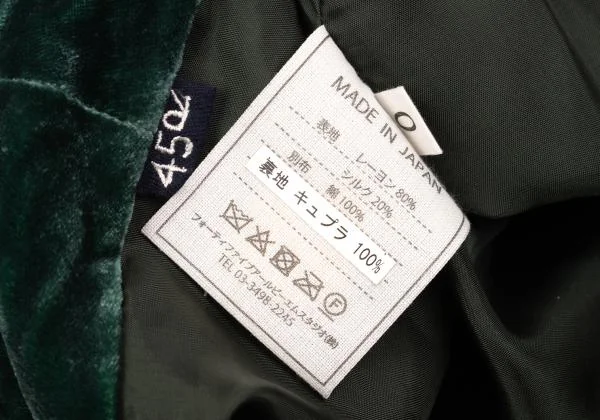 45R
0
MADE IN JAPAN
表地 レーヨン 80%
シルク 20%
別布 綿 100%
裏地 キュプラ 100%
F
フォーティファイブアールピーエムスタジオ(株)
TEL 03-3498-2245